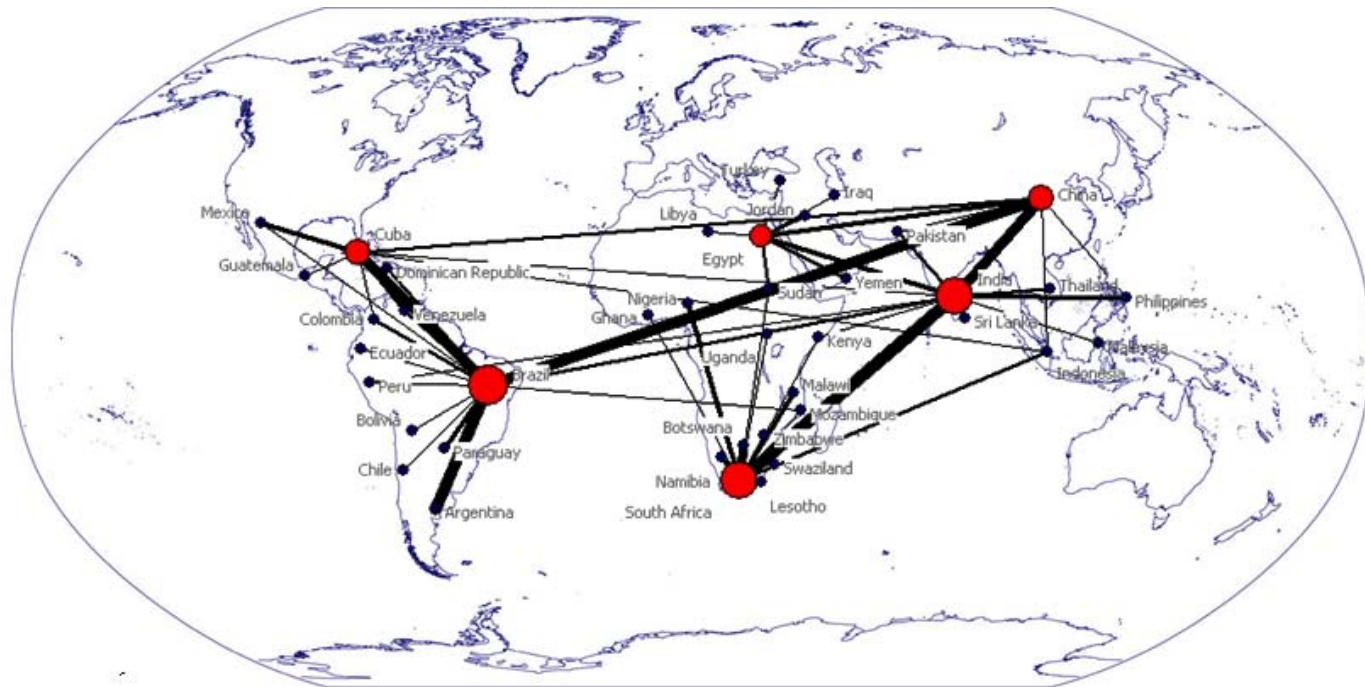 Turkey
Iraq
China
Mexico
Libya
Jordan
Cuba
Pakistan
Egypt
Guatemala
Dominican Republic
Yemen
India
Sudan
Thailand
Nigeria
Philippines
Colombia
Venezuela
Ghana
Sri Lanka
Uganda
Kenya
Malaysia
Ecuador
Brazil
Indonesia
Peru
Malawi
Mozambique
Bolivia
Botswana
Zimbabwe
Paraguay
Chile
Swaziland
Namibia
Lesotho
South Africa
Argentina